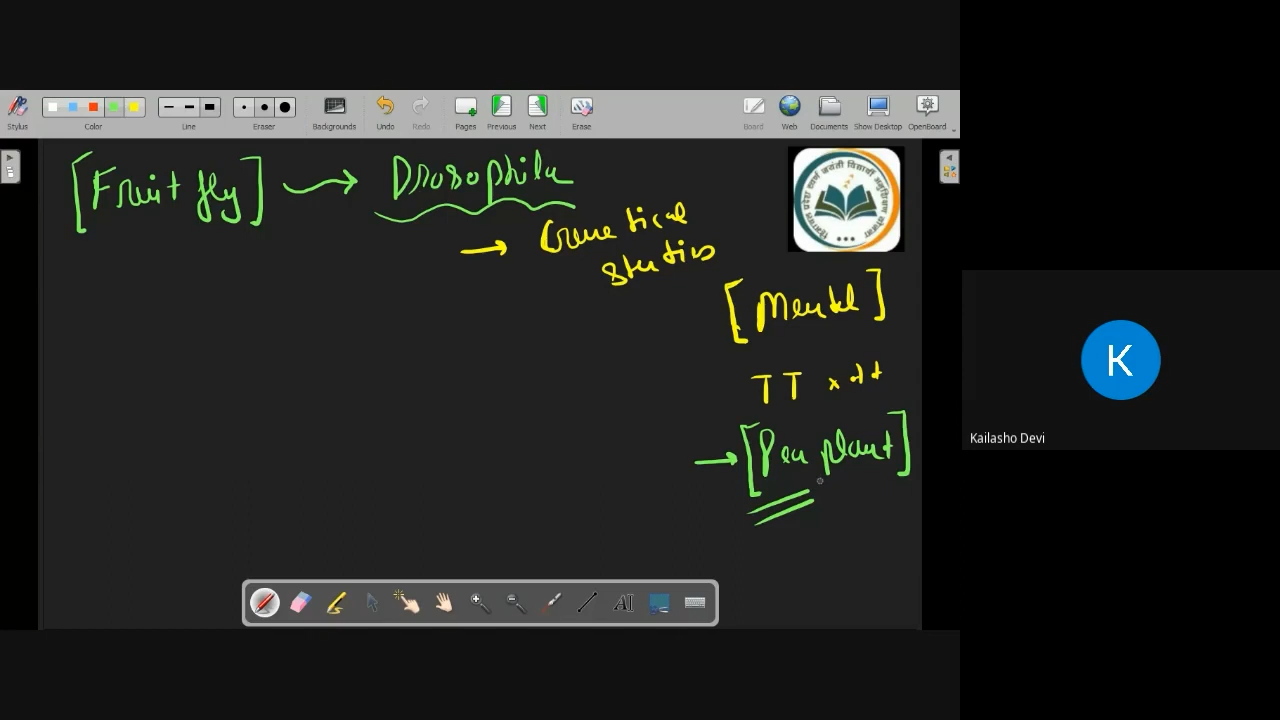 Stylus
Color
Line
Eraser
Backgrounds
Undo
Redo
Pages
Previous
Next
Erase
Board
Web
Documents
Show Desktop
OpenBoard
[Fruit fly] → Drosophila
→ Genetical
studies
[Mendel]
TT × tt
→ [Pea plant]
AI
K
Kailasho Devi